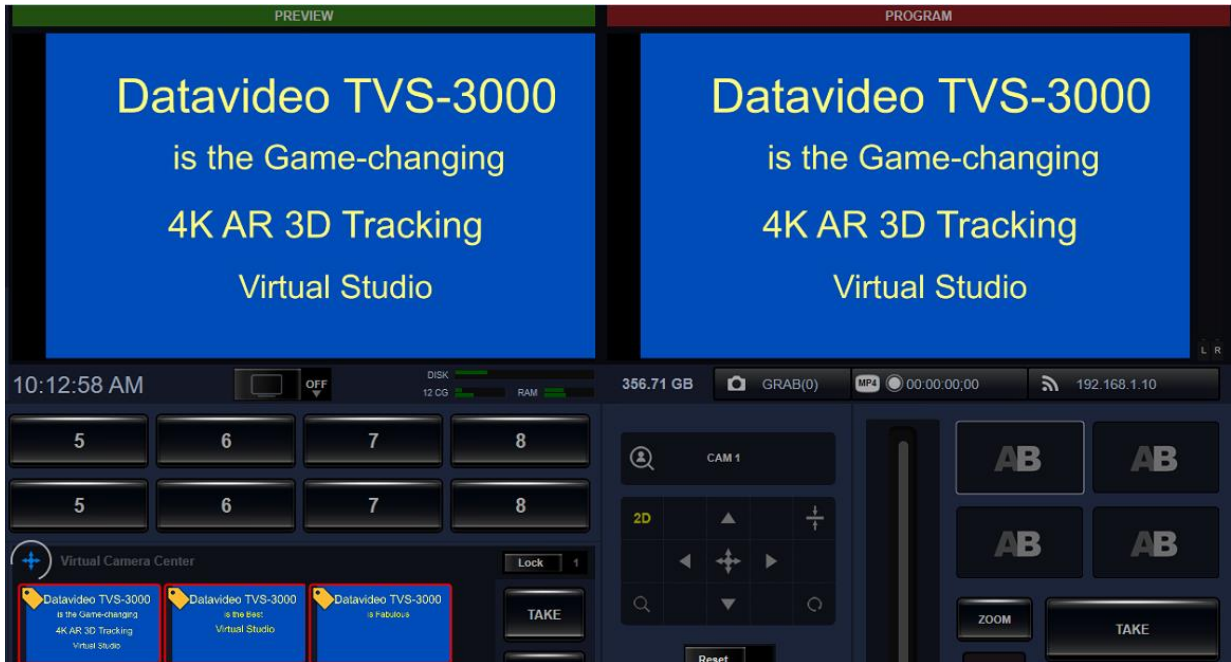 PREVIEW
PROGRAM
Datavideo TVS-3000
is the Game-changing
4K AR 3D Tracking
Virtual Studio
Datavideo TVS-3000
is the Game-changing
4K AR 3D Tracking
Virtual Studio
L R
10:12:58 AM
OFF
DISK
12 CG
RAM
356.71 GB
GRAB(0)
MP4 00:00:00;00
192.168.1.10
5 6 7 8
5 6 7 8
CAM 1
AB AB
2D
AB AB
Virtual Camera Center
Lock 1
Datavideo TVS-3000
is the Game-changing
4K AR 3D Tracking
Virtual Studio
Datavideo TVS-3000
is the Best
Virtual Studio
Datavideo TVS-3000
is Fabulous
TAKE
ZOOM
TAKE
Reset